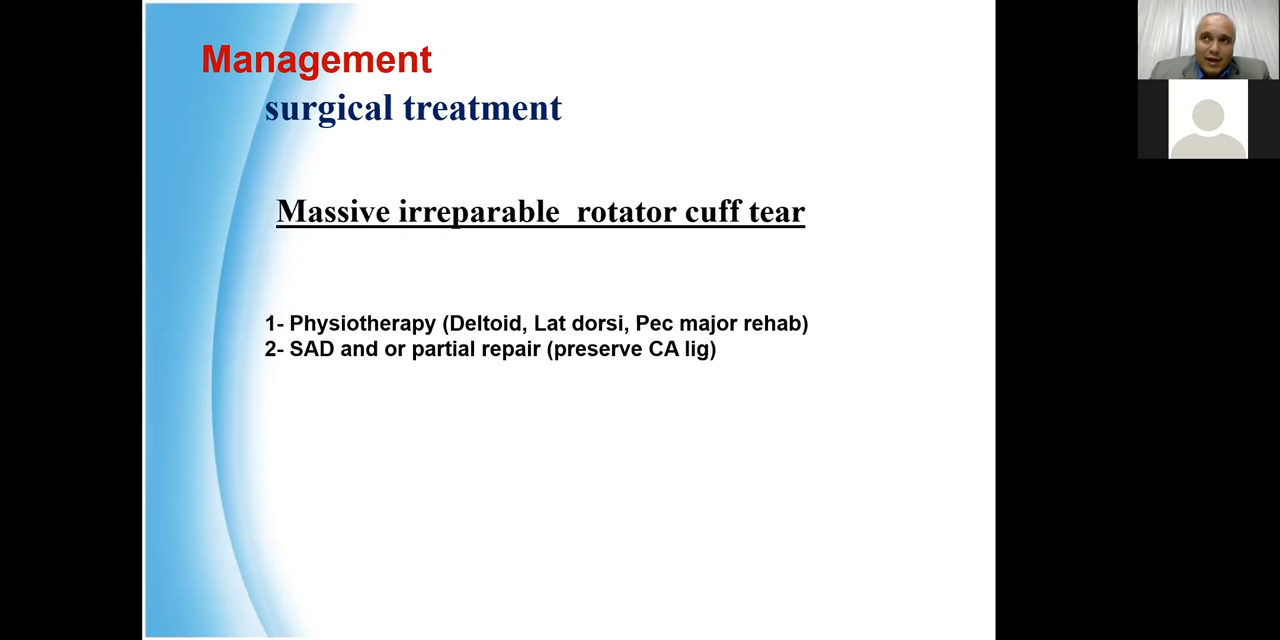 Management
surgical treatment
Massive irreparable rotator cuff tear
1- Physiotherapy (Deltoid, Lat dorsi, Pec major rehab)
2- SAD and or partial repair (preserve CA lig)